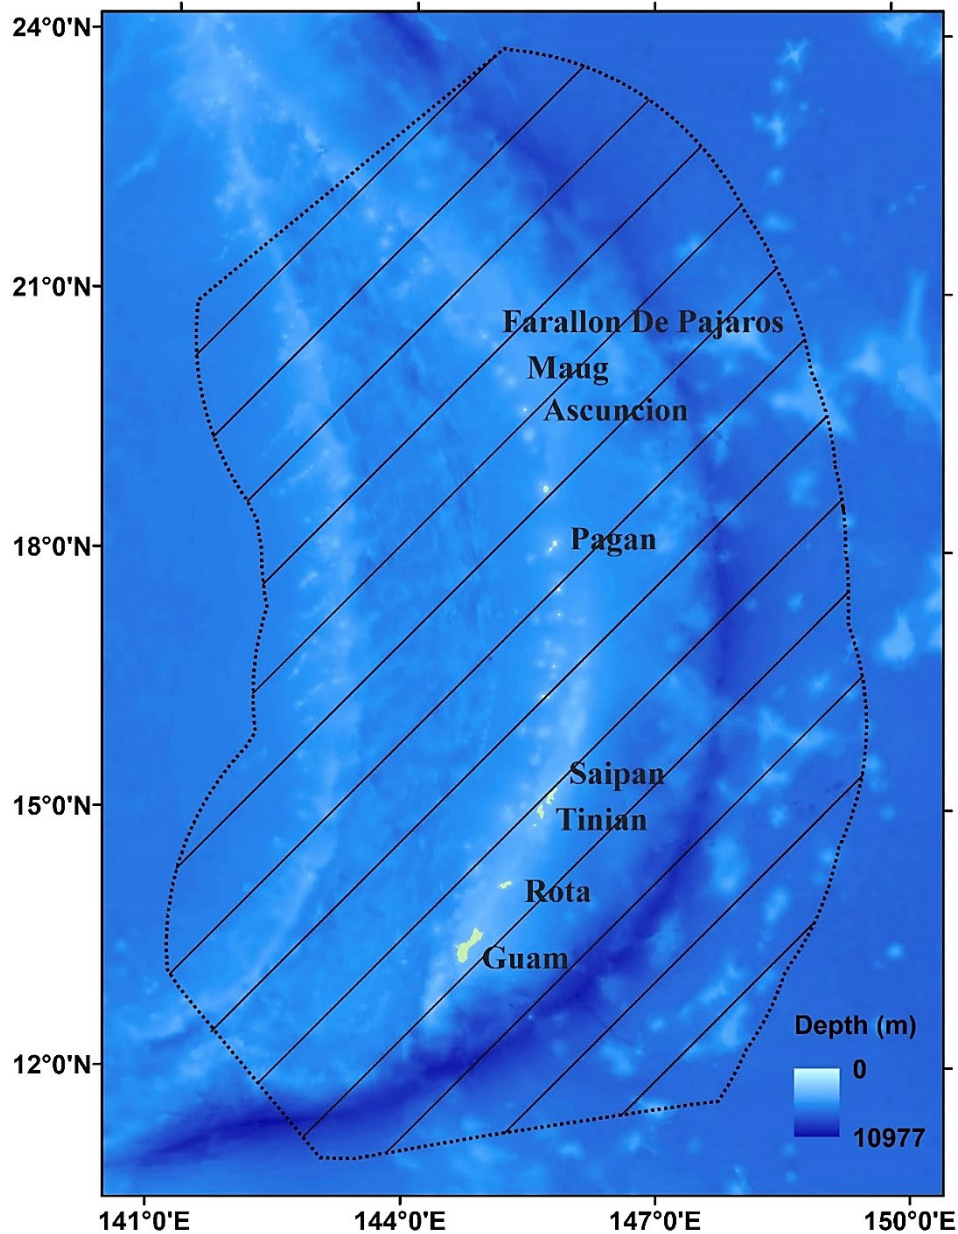 24°0'N
21°0'N
Farallon De Pajaros
Maug
Ascuncion
18°0'N
Pagan
Saipan
15°0'N
Tinian
Rota
Guam
Depth (m)
12°0'N
0
10977
141°0'E
144°0'E
147°0'E
150°0'E